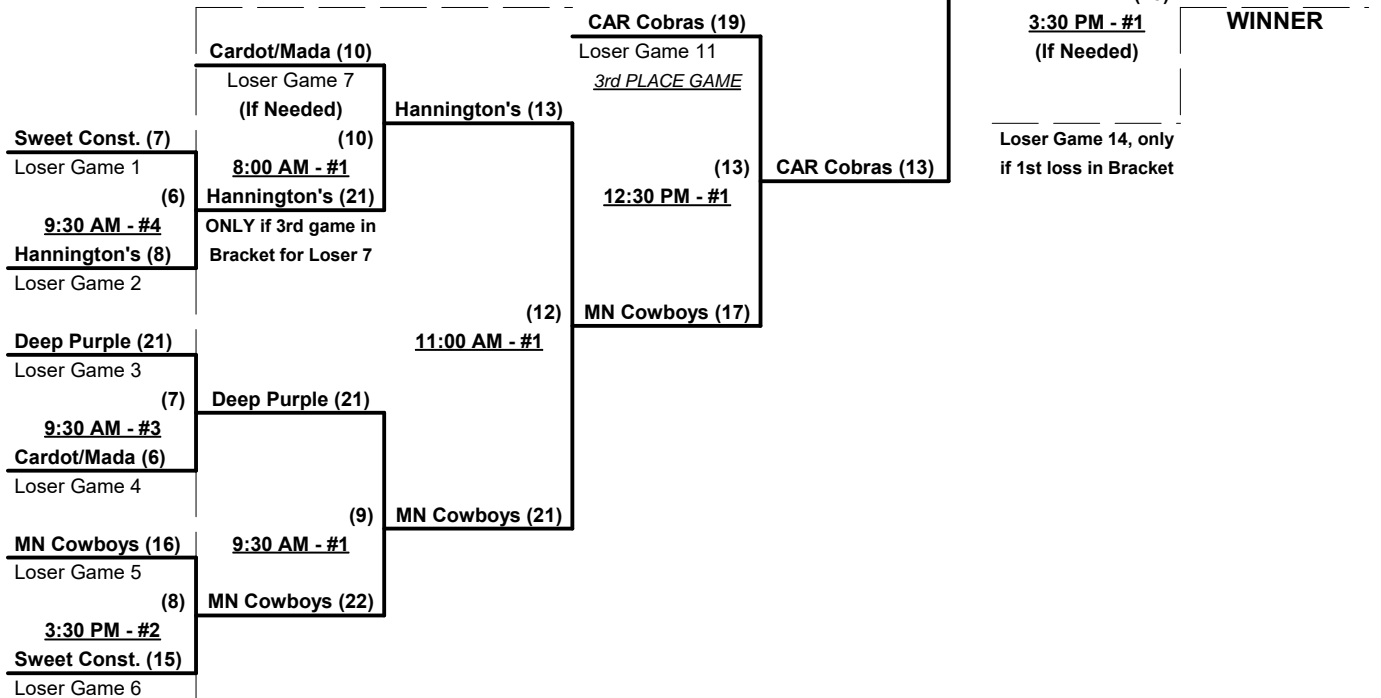 CAR Cobras (19)
3:30 PM - #1
WINNER
Cardot/Mada (10)
Loser Game 11
(If Needed)
Loser Game 7
3rd PLACE GAME
(If Needed)
Hannington's (13)
Sweet Const. (7)
(10)
Loser Game 14, only
Loser Game 1
8:00 AM - #1
(13)
CAR Cobras (13)
if 1st loss in Bracket
(6)
Hannington's (21)
12:30 PM - #1
9:30 AM - #4
ONLY if 3rd game in
Hannington's (8)
Bracket for Loser 7
Loser Game 2
(12)
MN Cowboys (17)
Deep Purple (21)
11:00 AM - #1
Loser Game 3
(7)
Deep Purple (21)
9:30 AM - #3
Cardot/Mada (6)
Loser Game 4
(9)
MN Cowboys (21)
MN Cowboys (16)
9:30 AM - #1
Loser Game 5
(8)
MN Cowboys (22)
3:30 PM - #2
Sweet Const. (15)
Loser Game 6